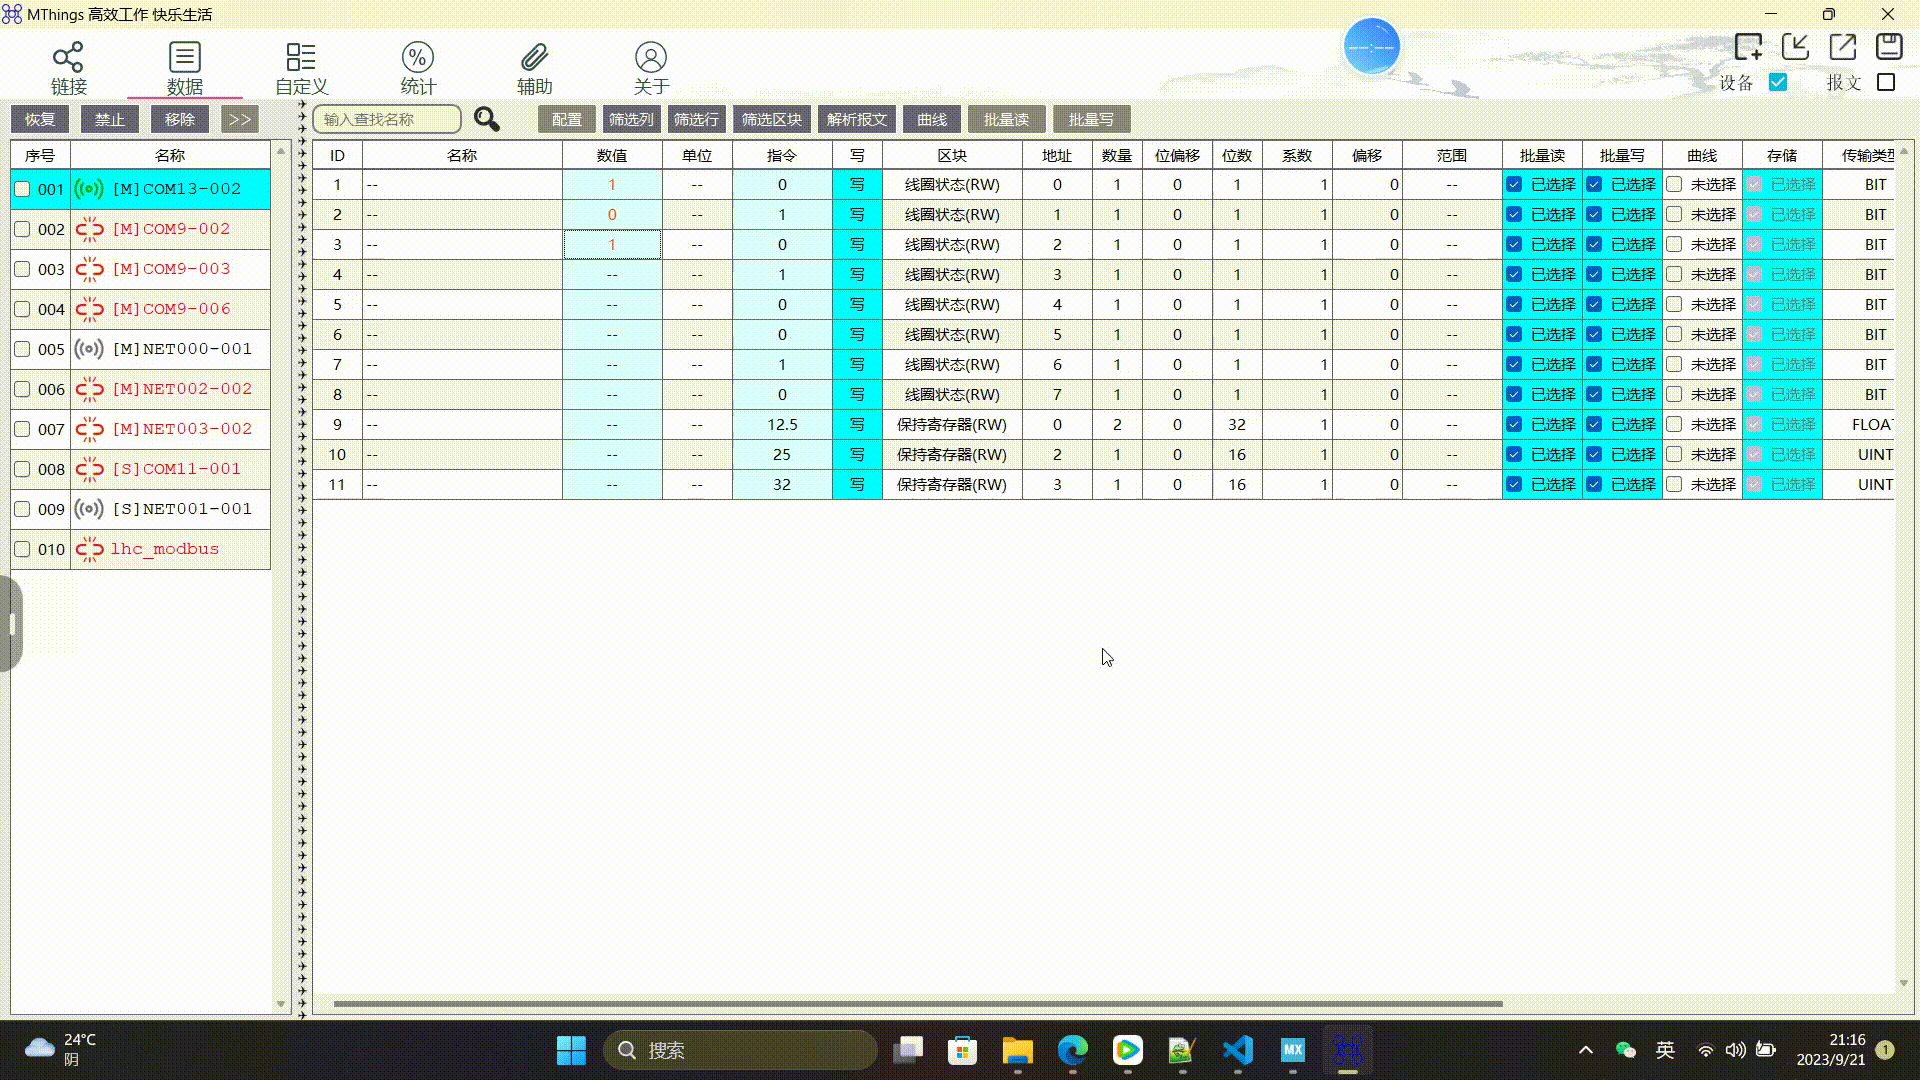 MThings 高效工作 快乐生活
链接 数据 自定义 统计 辅助 关于
设备 报文
恢复 禁止 移除 >> 输入查找名称 配置 筛选列 筛选行 筛选区块 解析报文 曲线 批量读 批量写
序号 名称
001 [M]COM13-002
002 [M]COM9-002
003 [M]COM9-003
004 [M]COM9-006
005 [M]NET000-001
006 [M]NET002-002
007 [M]NET003-002
008 [S]COM11-001
009 [S]NET001-001
010 lhc_modbus
ID 名称 数值 单位 指令 写 区块 地址 数量 位偏移 位数 系数 偏移 范围 批量读 批量写 曲线 存储 传输类型
1 -- 1 -- 0 写 线圈状态(RW) 0 1 0 1 1 0 -- 已选择 已选择 未选择 已选择 BIT
2 -- 0 -- 1 写 线圈状态(RW) 1 1 0 1 1 0 -- 已选择 已选择 未选择 已选择 BIT
3 -- 1 -- 0 写 线圈状态(RW) 2 1 0 1 1 0 -- 已选择 已选择 未选择 已选择 BIT
4 -- -- -- 1 写 线圈状态(RW) 3 1 0 1 1 0 -- 已选择 已选择 未选择 已选择 BIT
5 -- -- -- 0 写 线圈状态(RW) 4 1 0 1 1 0 -- 已选择 已选择 未选择 已选择 BIT
6 -- -- -- 0 写 线圈状态(RW) 5 1 0 1 1 0 -- 已选择 已选择 未选择 已选择 BIT
7 -- -- -- 1 写 线圈状态(RW) 6 1 0 1 1 0 -- 已选择 已选择 未选择 已选择 BIT
8 -- -- -- 0 写 线圈状态(RW) 7 1 0 1 1 0 -- 已选择 已选择 未选择 已选择 BIT
9 -- -- -- 12.5 写 保持寄存器(RW) 0 2 0 32 1 0 -- 已选择 已选择 未选择 已选择 FLOAT
10 -- -- -- 25 写 保持寄存器(RW) 2 1 0 16 1 0 -- 已选择 已选择 未选择 已选择 UINT
11 -- -- -- 32 写 保持寄存器(RW) 3 1 0 16 1 0 -- 已选择 已选择 未选择 已选择 UINT
24°C
阴
搜索
MX
英
21:16
2023/9/21
1